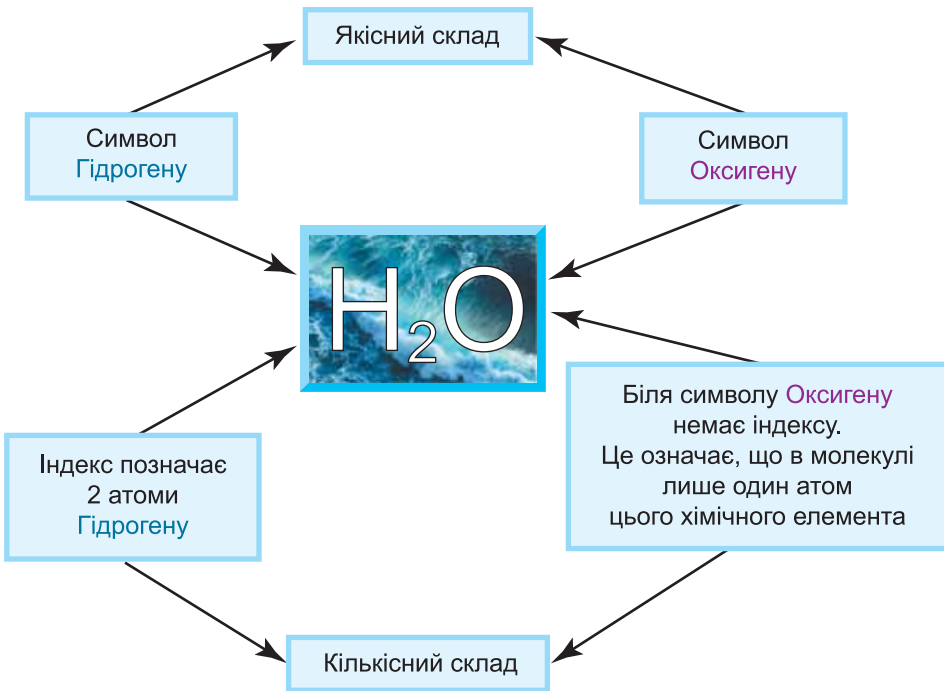 Якісний склад
Символ
Гідрогену
Символ
Оксигену
H₂O
Індекс позначає
2 атоми
Гідрогену
Біля символу Оксигену
немає індексу.
Це означає, що в молекулі
лише один атом
цього хімічного елемента
Кількісний склад